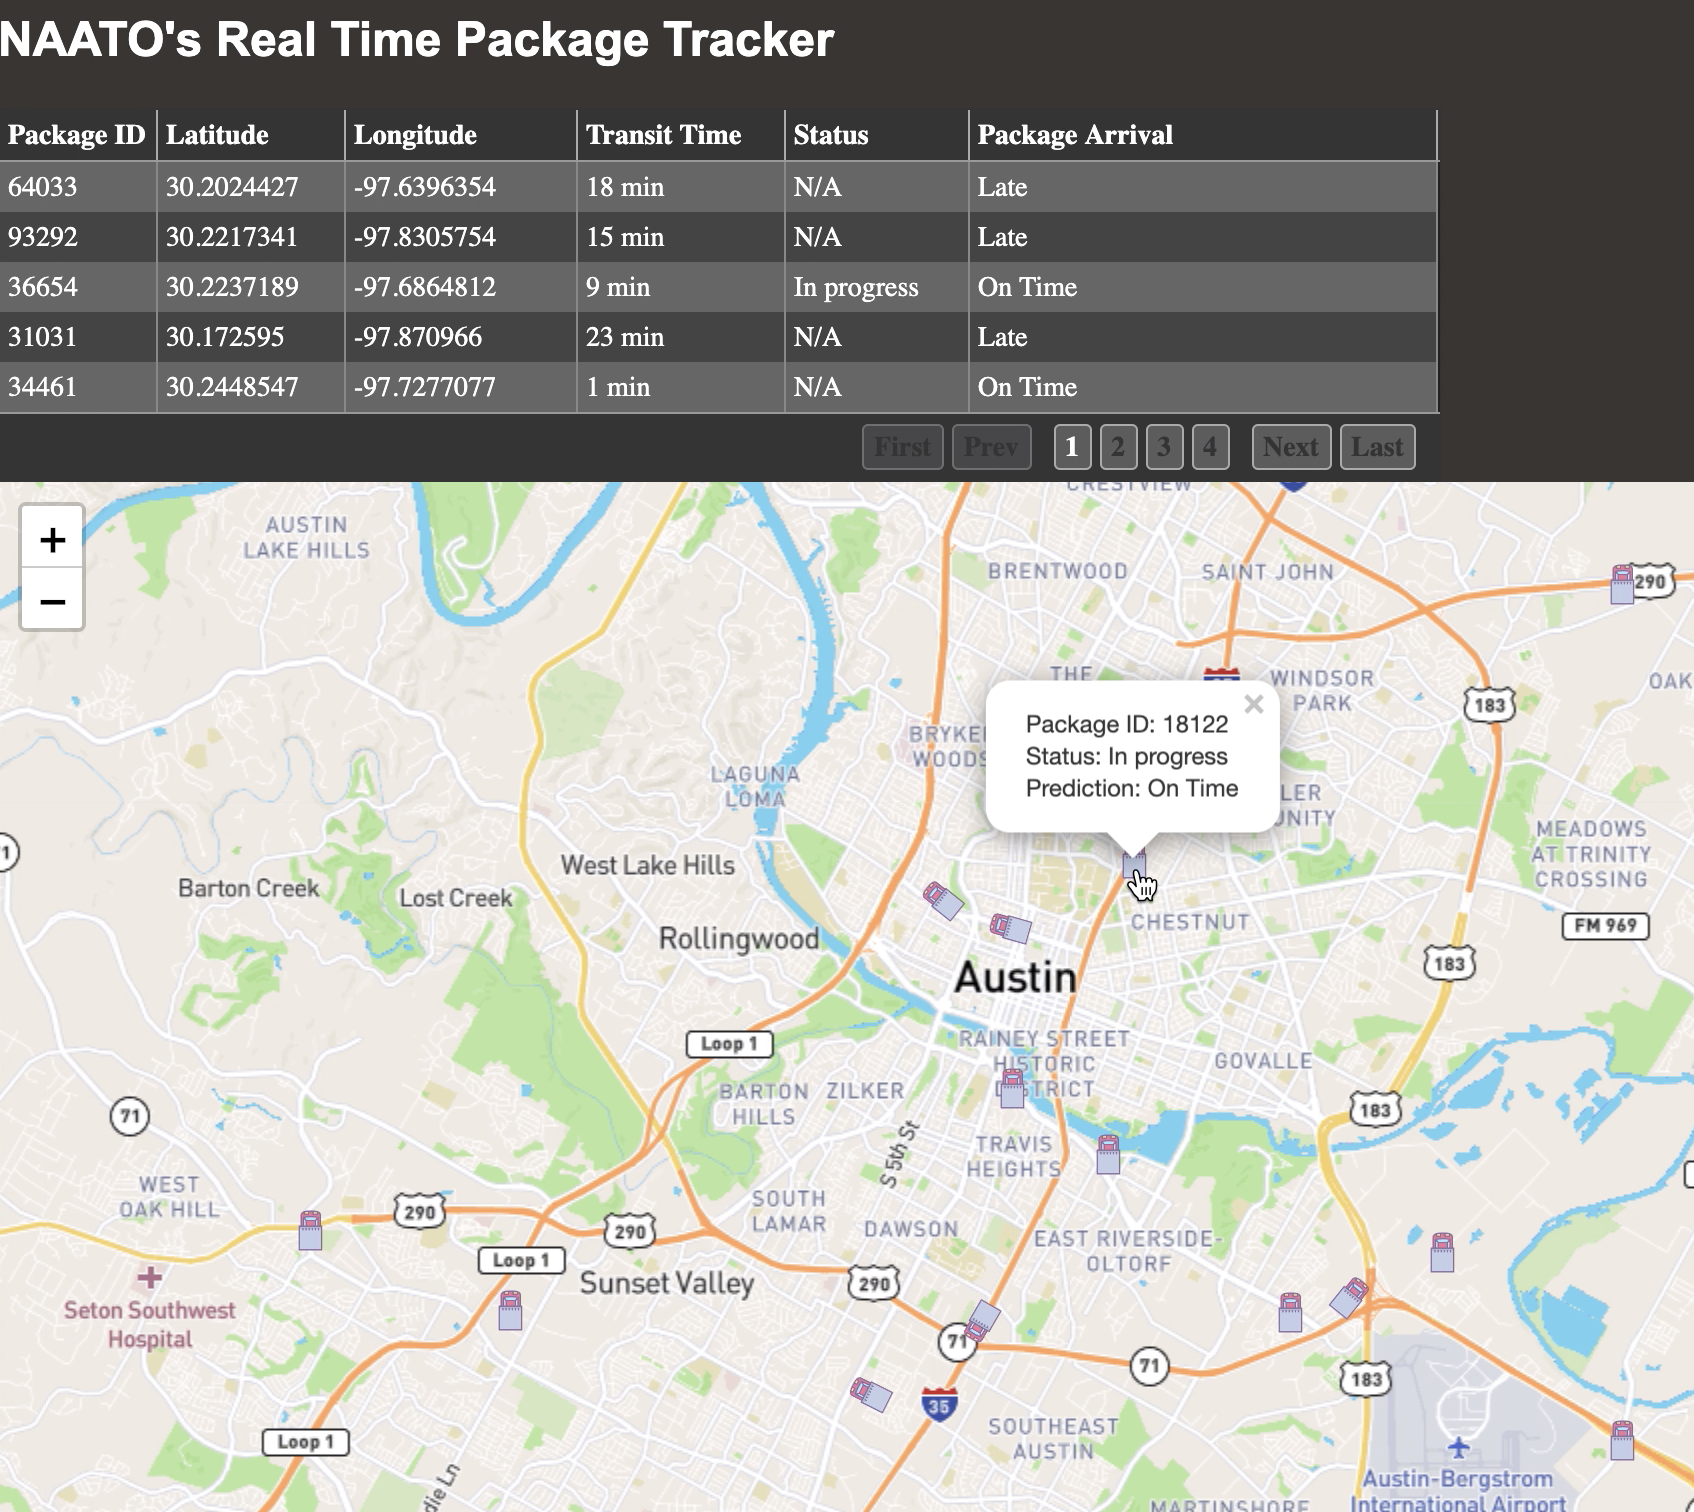 NAATO's Real Time Package Tracker
Package ID Latitude Longitude Transit Time Status Package Arrival
64033 30.2024427 -97.6396354 18 min N/A Late
93292 30.2217341 -97.8305754 15 min N/A Late
36654 30.2237189 -97.6864812 9 min In progress On Time
31031 30.172595 -97.870966 23 min N/A Late
34461 30.2448547 -97.7277077 1 min N/A On Time
First Prev 1 2 3 4 Next Last
+
−
CRESTVIEW
AUSTIN
LAKE HILLS
BRENTWOOD
SAINT JOHN
290
THE
WINDSOR
PARK
OAK
183
×
Package ID: 18122
Status: In progress
Prediction: On Time
LAGUNA
LOMA
MEADOWS
AT TRINITY
CROSSING
West Lake Hills
Barton Creek
Lost Creek
CHESTNUT
FM 969
Rollingwood
Austin
183
Loop 1
RAINEY STREET
HISTORIC
GOVALLE
BARTON
HILLS
ZILKER
183
71
S 5th St
TRAVIS
HEIGHTS
WEST
OAK HILL
290
290
SOUTH
LAMAR
DAWSON
EAST RIVERSIDE-
OLTORF
Loop 1
Sunset Valley
290
Seton Southwest
Hospital
71
71
183
35
SOUTHEAST
AUSTIN
Loop 1
die Ln
Austin-Bergstrom
International Airport
MARTINSHORE